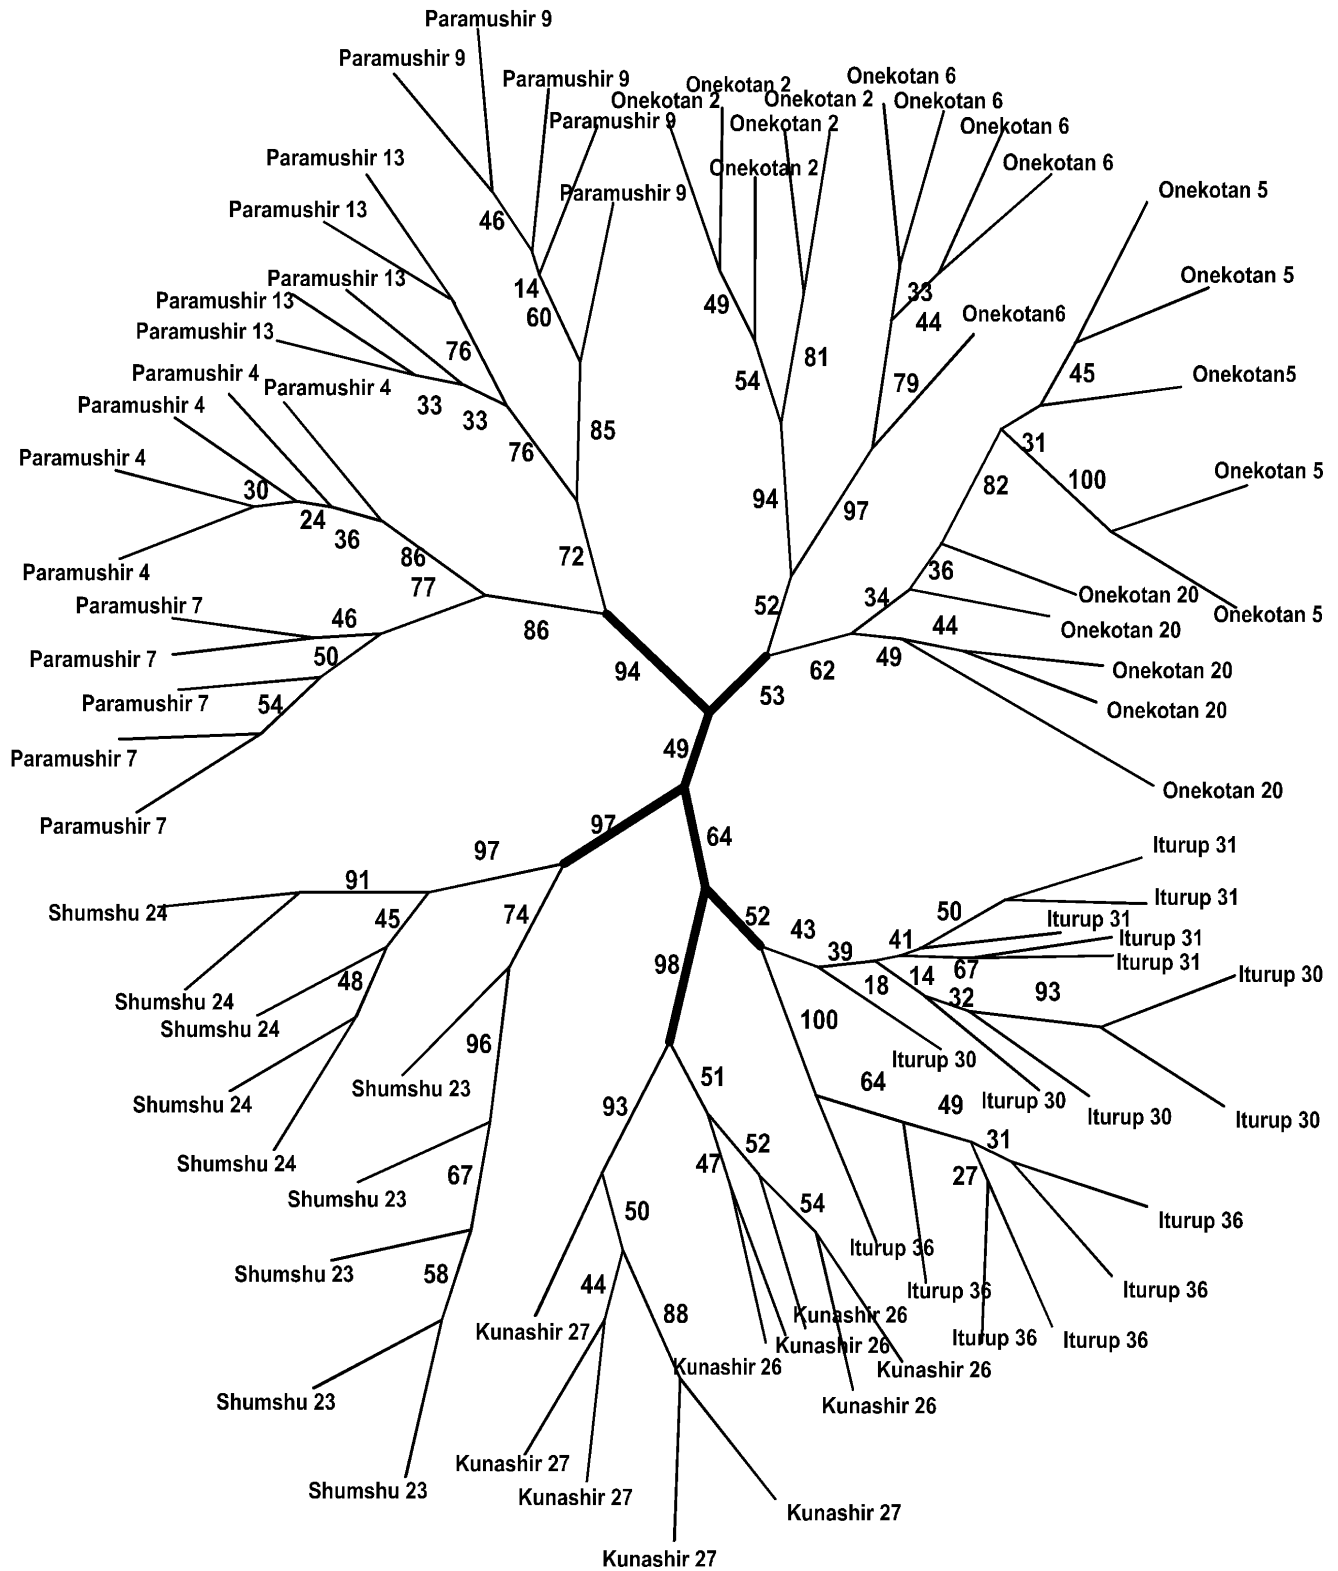 Paramushir 9
Paramushir 9
Paramushir 9
Paramushir 9
Paramushir 9
46
14
60
85
Paramushir 13
Paramushir 13
Paramushir 13
Paramushir 13
Paramushir 13
76
33
33
76
72
Paramushir 4
Paramushir 4
Paramushir 4
Paramushir 4
Paramushir 4
30
24
36
86
77
86
Paramushir 7
Paramushir 7
Paramushir 7
Paramushir 7
Paramushir 7
46
50
54
94
Onekotan 2
Onekotan 2
Onekotan 2
Onekotan 2
Onekotan 2
49
54
81
94
Onekotan 6
Onekotan 6
Onekotan 6
Onekotan 6
Onekotan6
33
44
79
97
52
Onekotan 5
Onekotan 5
Onekotan5
Onekotan 5
Onekotan 5
45
31
100
82
36
34
Onekotan 20
Onekotan 20
Onekotan 20
Onekotan 20
Onekotan 20
44
49
62
53
49
97
64
97
91
45
48
74
96
67
58
Shumshu 24
Shumshu 24
Shumshu 24
Shumshu 24
Shumshu 24
Shumshu 23
Shumshu 23
Shumshu 23
Shumshu 23
Shumshu 23
98
93
50
44
88
51
52
47
54
Kunashir 27
Kunashir 27
Kunashir 27
Kunashir 27
Kunashir 27
Kunashir 26
Kunashir 26
Kunashir 26
Kunashir 26
Kunashir 26
52
43
39
41
50
67
18
14
32
93
Iturup 31
Iturup 31
Iturup 31
Iturup 31
Iturup 31
Iturup 30
Iturup 30
Iturup 30
Iturup 30
Iturup 30
100
64
49
31
27
Iturup 36
Iturup 36
Iturup 36
Iturup 36
Iturup 36